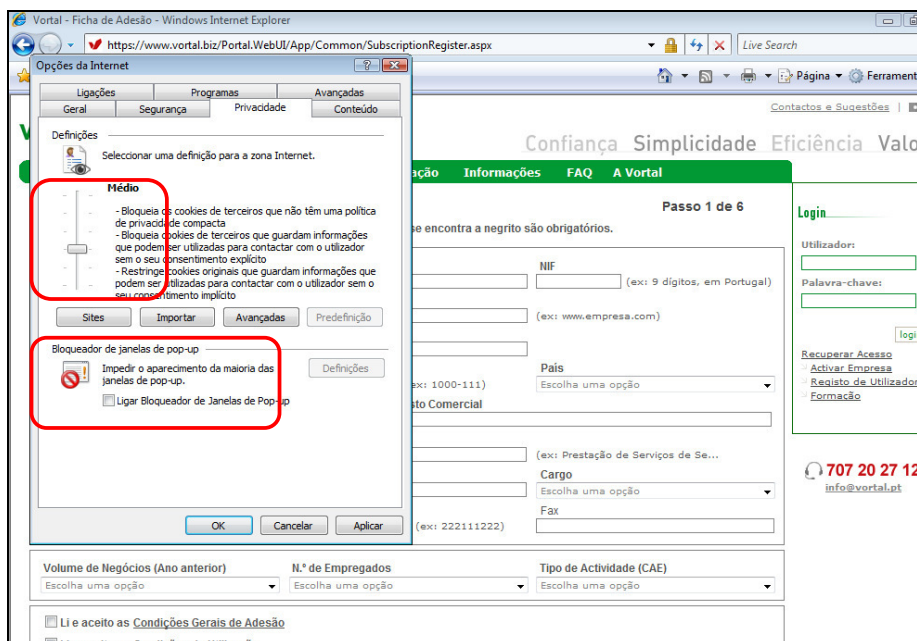 Vortal - Ficha de Adesão - Windows Internet Explorer
https://www.vortal.biz/Portal.WebUI/App/Common/SubscriptionRegister.aspx
Live Search
Página
Ferrament
Opções da Internet
Ligações Programas Avançadas
Geral Segurança Privacidade Conteúdo
Definições
Seleccionar uma definição para a zona Internet.
Médio
- Bloqueia os cookies de terceiros que não têm uma política
de privacidade compacta
- Bloqueia cookies de terceiros que guardam informações
que podem ser utilizadas para contactar com o utilizador
sem o seu consentimento explícito
- Restringe cookies originais que guardam informações que
podem ser utilizadas para contactar com o utilizador sem o
seu consentimento implícito
Sites Importar Avançadas Predefinição
Bloqueador de janelas de pop-up
Impedir o aparecimento da maioria das
janelas de pop-up.
Definições
Ligar Bloqueador de Janelas de Pop-up
OK Cancelar Aplicar
Contactos e Sugestões |
Confiança Simplicidade Eficiência Valo
ação Informações FAQ A Vortal
Passo 1 de 6
se encontra a negrito são obrigatórios.
NIF
(ex: 9 dígitos, em Portugal)
(ex: www.empresa.com)
País
ex: 1000-111) Escolha uma opção
sto Comercial
(ex: Prestação de Serviços de Se...
Cargo
Escolha uma opção
Fax
(ex: 222111222)
Volume de Negócios (Ano anterior) N.º de Empregados Tipo de Actividade (CAE)
Escolha uma opção Escolha uma opção Escolha uma opção
Li e aceito as Condições Gerais de Adesão
Login
Utilizador:
Palavra-chave:
logi
Recuperar Acesso
Activar Empresa
Registo de Utilizador
Formação
707 20 27 12
info@vortal.pt